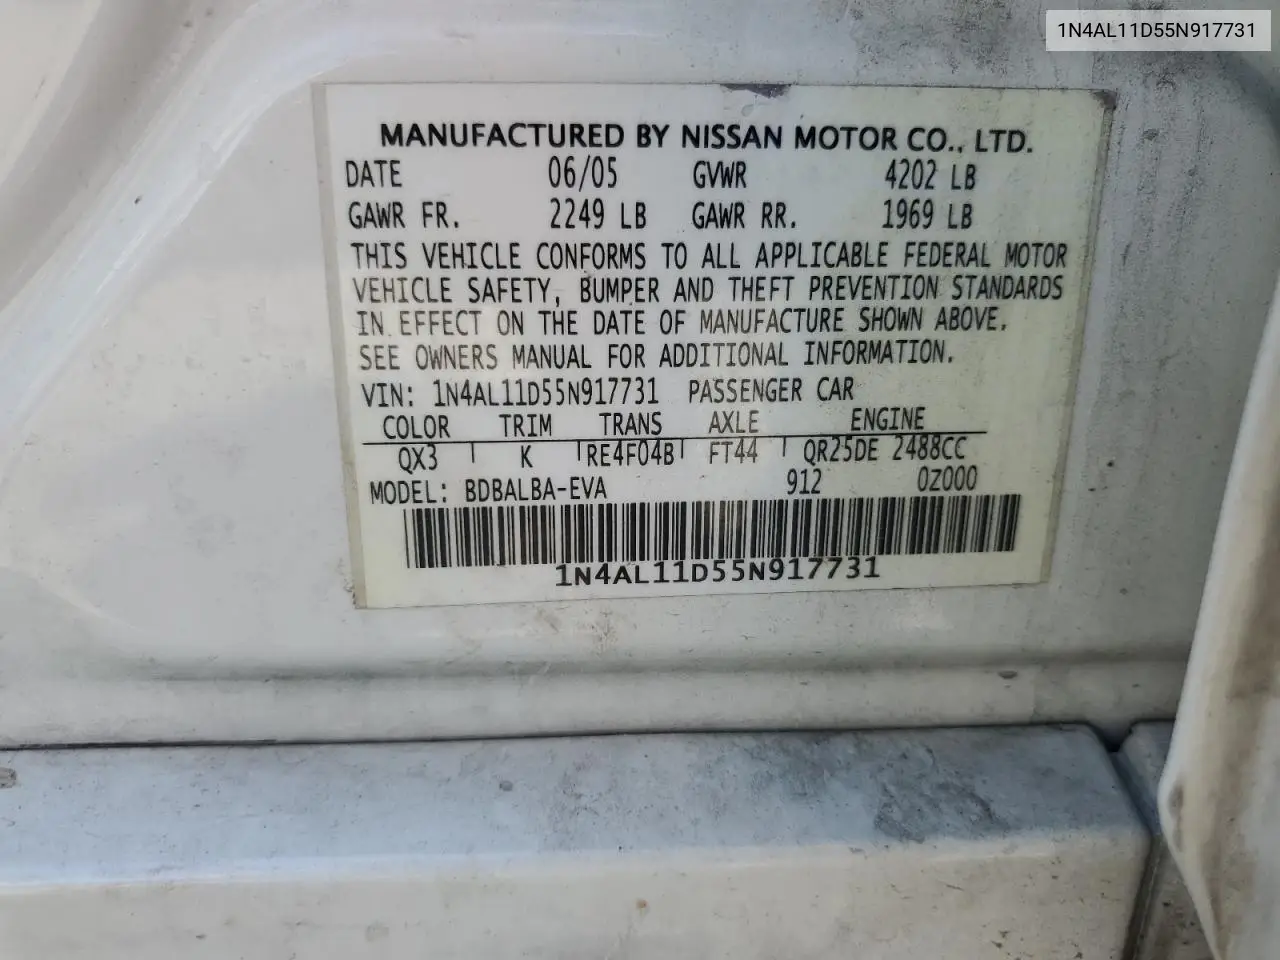 1N4AL11D55N917731
MANUFACTURED BY NISSAN MOTOR CO., LTD.
DATE 06/05 GVWR 4202 LB
GAWR FR. 2249 LB GAWR RR. 1969 LB
THIS VEHICLE CONFORMS TO ALL APPLICABLE FEDERAL MOTOR
VEHICLE SAFETY, BUMPER AND THEFT PREVENTION STANDARDS
IN EFFECT ON THE DATE OF MANUFACTURE SHOWN ABOVE.
SEE OWNERS MANUAL FOR ADDITIONAL INFORMATION.
VIN: 1N4AL11D55N917731 PASSENGER CAR
COLOR TRIM TRANS AXLE ENGINE
QX3 K RE4F04B FT44 QR25DE 2488CC
MODEL: BDBALBA-EVA 912 0Z000
1N4AL11D55N917731